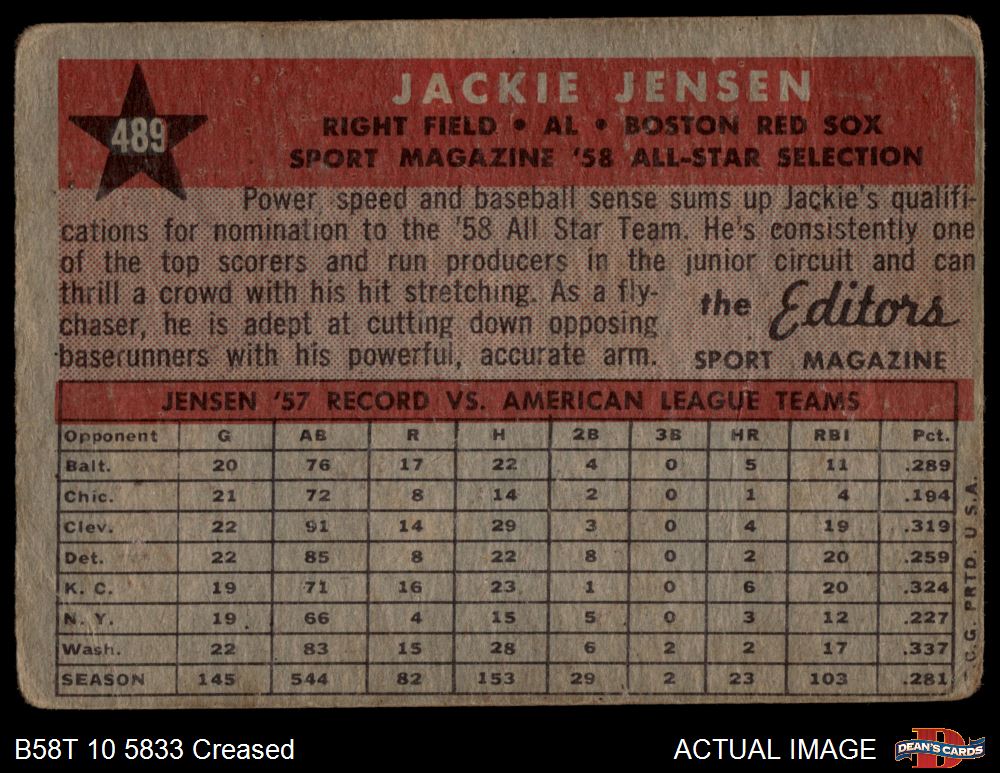 489
JACKIE JENSEN
RIGHT FIELD • AL • BOSTON RED SOX
SPORT MAGAZINE '58 ALL-STAR SELECTION
Power, speed and baseball sense sums up Jackie's qualifi-
cations for nomination to the '58 All Star Team. He's consistently one
of the top scorers and run producers in the junior circuit and can
thrill a crowd with his hit stretching. As a fly-
chaser, he is adept at cutting down opposing
baserunners with his powerful, accurate arm.
the Editors
SPORT MAGAZINE
JENSEN '57 RECORD VS. AMERICAN LEAGUE TEAMS
Opponent G AB R H 2B 3B HR RBI Pct.
Balt. 20 76 17 22 4 0 5 11 .289
Chic. 21 72 8 14 2 0 1 4 .194
Clev. 22 91 14 29 3 0 4 19 .319
Det. 22 85 8 22 8 0 2 20 .259
K. C. 19 71 16 23 1 0 6 20 .324
N. Y. 19 66 4 15 5 0 3 12 .227
Wash. 22 83 15 28 6 2 2 17 .337
SEASON 145 544 82 153 29 2 23 103 .281
C.G. PRTD. U.S.A.
B58T 10 5833 Creased
ACTUAL IMAGE
DEAN'S CARDS